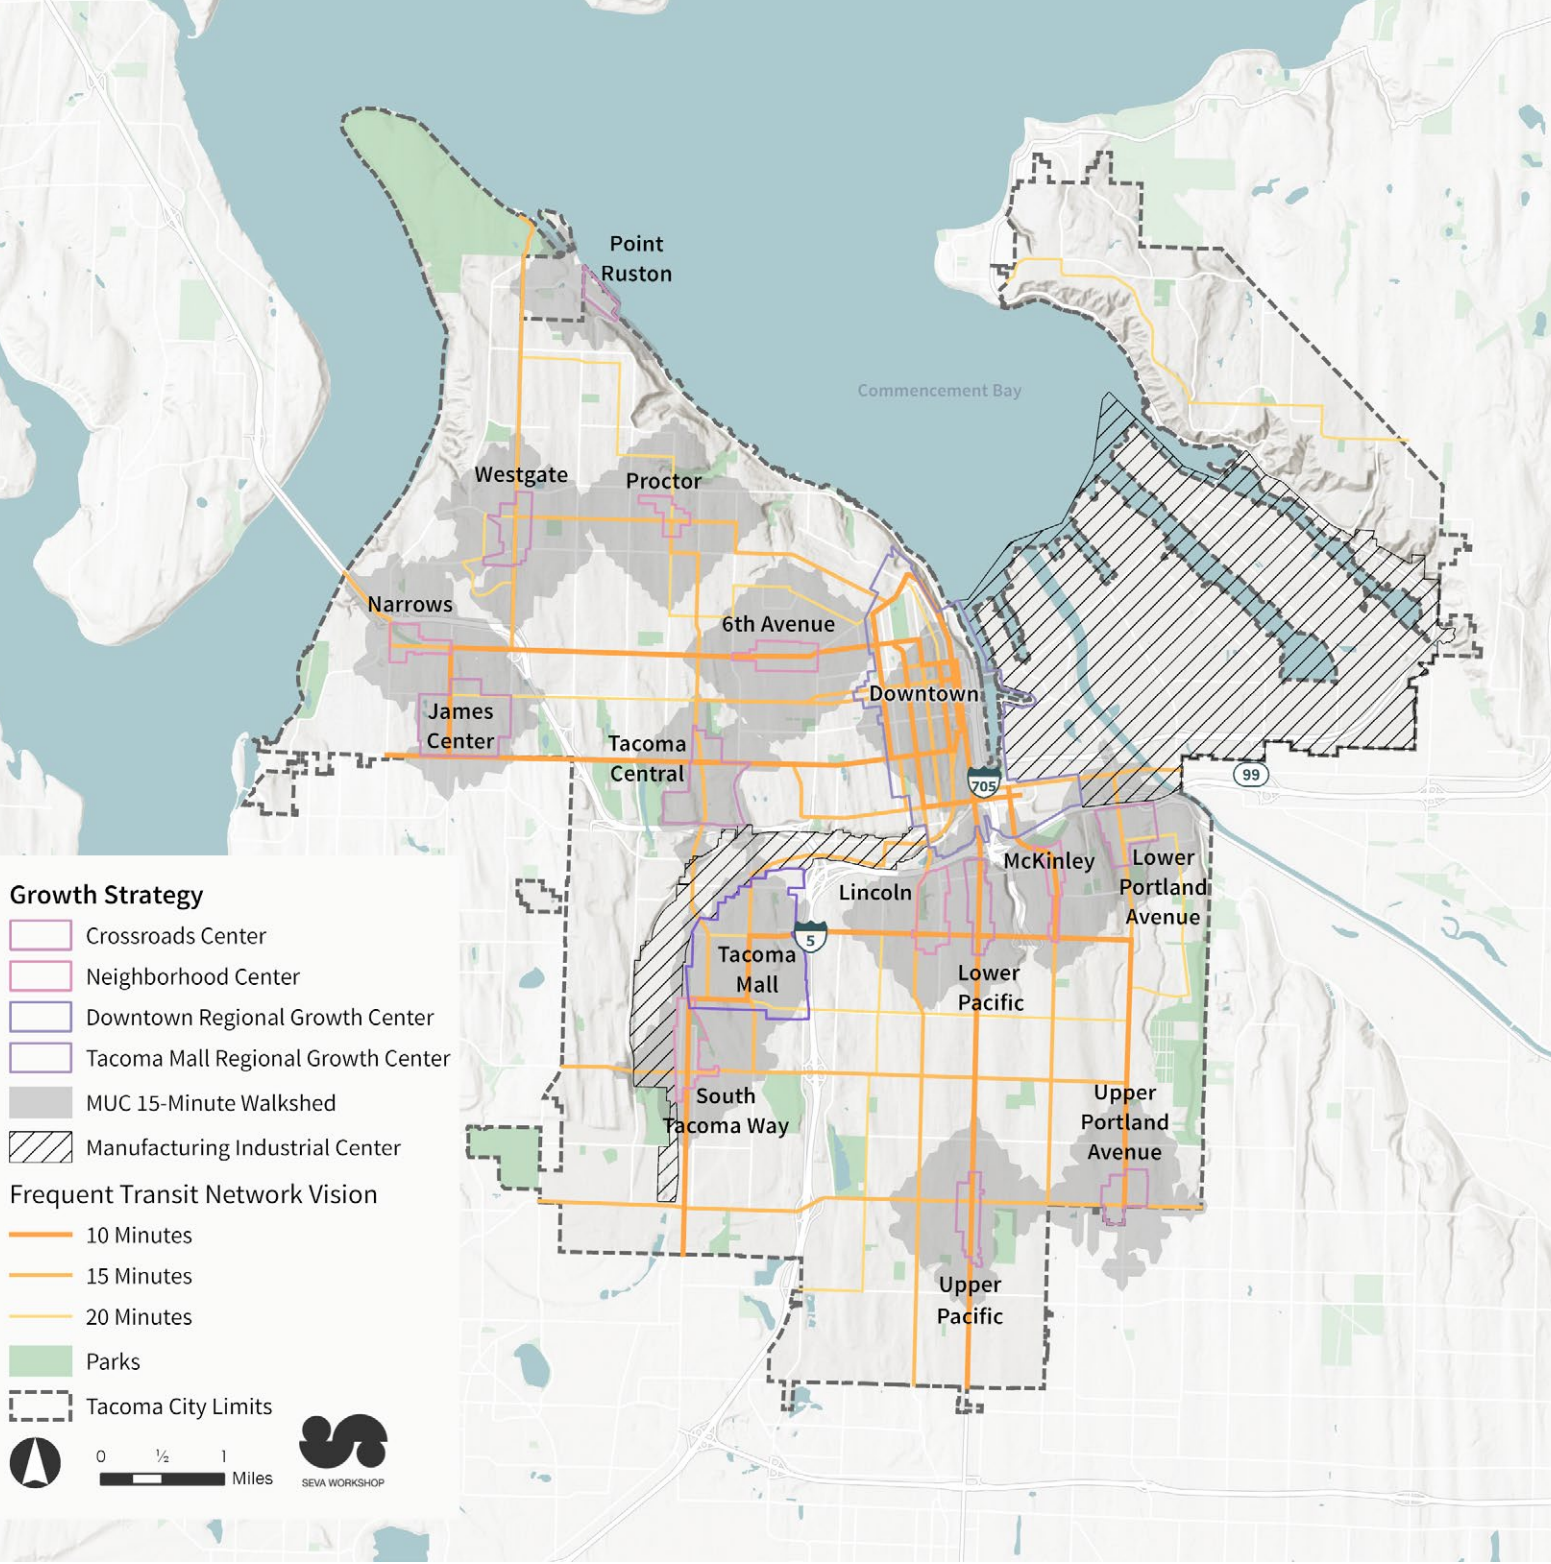 Point
Ruston
Commencement Bay
Westgate
Proctor
Narrows
6th Avenue
Downtown
James
Center
Tacoma
Central
705
99
McKinley
Lower
Portland
Avenue
Lincoln
5
Tacoma
Mall
Lower
Pacific
South
Tacoma Way
Upper
Portland
Avenue
Upper
Pacific
Growth Strategy
Crossroads Center
Neighborhood Center
Downtown Regional Growth Center
Tacoma Mall Regional Growth Center
MUC 15-Minute Walkshed
Manufacturing Industrial Center
Frequent Transit Network Vision
10 Minutes
15 Minutes
20 Minutes
Parks
Tacoma City Limits
0 ½ 1
Miles
SEVA WORKSHOP